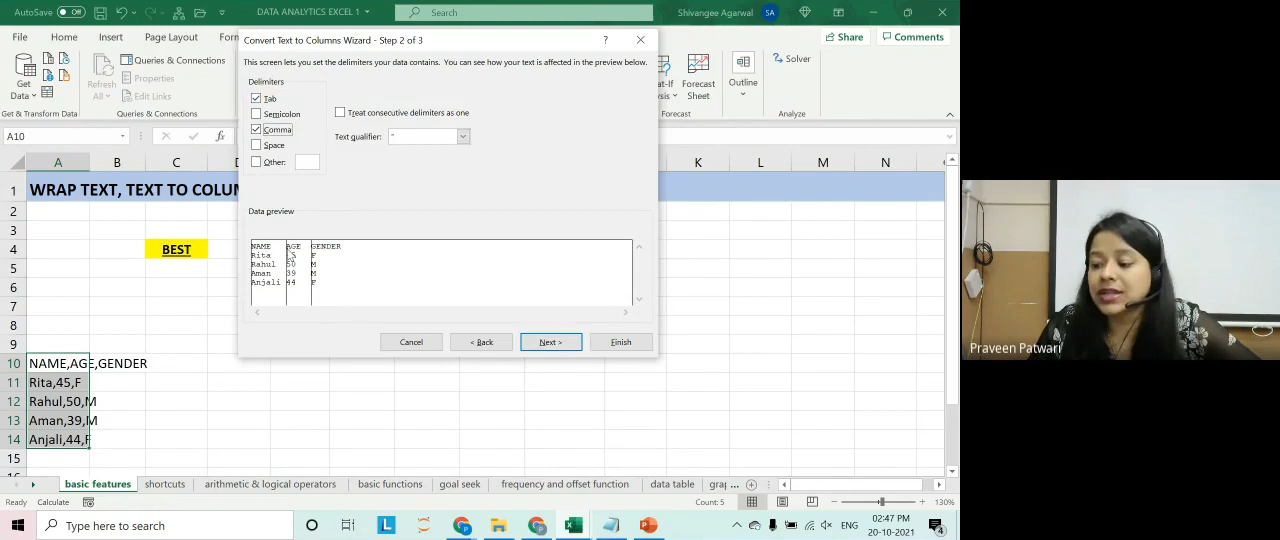 AutoSave Off DATA ANALYTICS EXCEL 1 Search Shivangee Agarwal SA
File Home Insert Page Layout Share Comments
Get Data Refresh All Queries & Connections Properties Edit Links Forecast Sheet Outline Solver
Get & Transform Data Queries & Connections Analyze
A10 fx
Convert Text to Columns Wizard - Step 2 of 3 ?
This screen lets you set the delimiters your data contains. You can see how your text is affected in the preview below.
Delimiters
Tab
Semicolon
Comma
Space
Other:
Treat consecutive delimiters as one
Text qualifier: "
Data preview
NAME AGE GENDER
Rita F
Rahul 50 M
Aman 39 M
Anjali 44 F
Cancel < Back Next > Finish
A B C D K L M N
1 WRAP TEXT, TEXT TO COLUM
2
3
4 BEST
5
6
7
8
9
10 NAME,AGE,GENDER
11 Rita,45,F
12 Rahul,50,M
13 Aman,39,M
14 Anjali,44,F
15
basic features shortcuts arithmetic & logical operators basic functions goal seek frequency and offset function data table
Ready Calculate Count: 5 130%
Type here to search ENG 02:47 PM
20-10-2021 4
Praveen Patwari